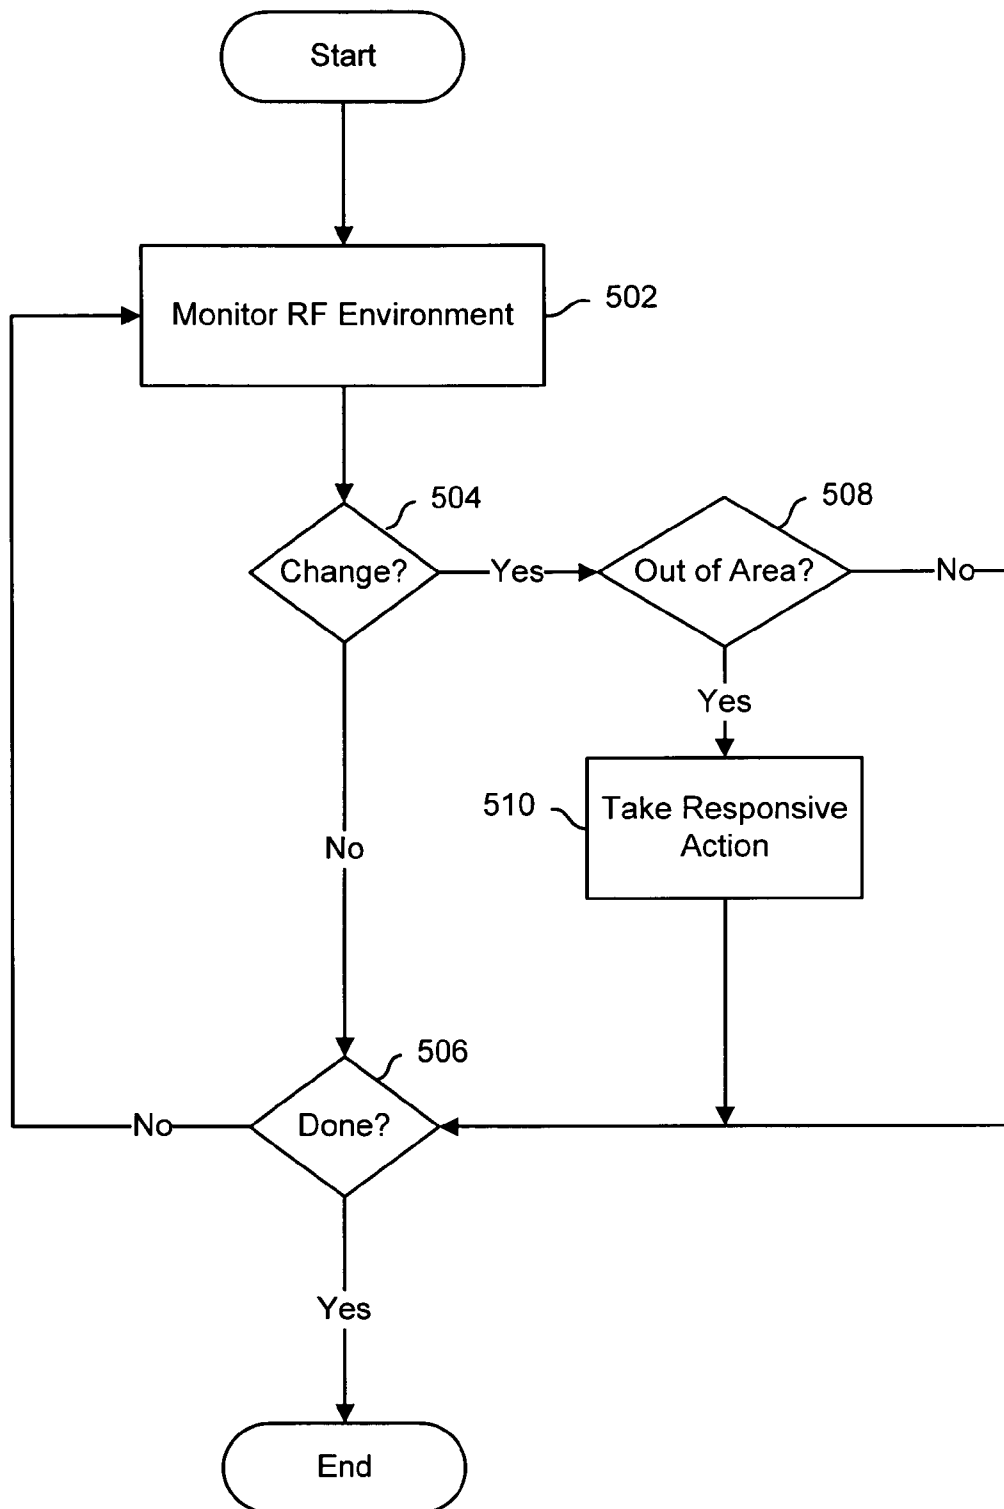 Start
Monitor RF Environment
502
504
508
Change?
Yes
Out of Area?
No
Yes
510
Take Responsive
Action
No
506
Done?
No
Yes
End